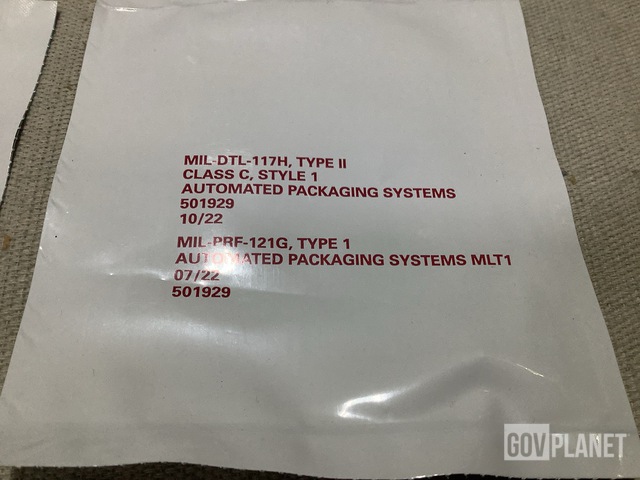 MIL-DTL-117H, TYPE II
CLASS C, STYLE 1
AUTOMATED PACKAGING SYSTEMS
501929
10/22
MIL-PRF-121G, TYPE 1
AUTOMATED PACKAGING SYSTEMS MLT1
07/22
501929
GOVPLANET